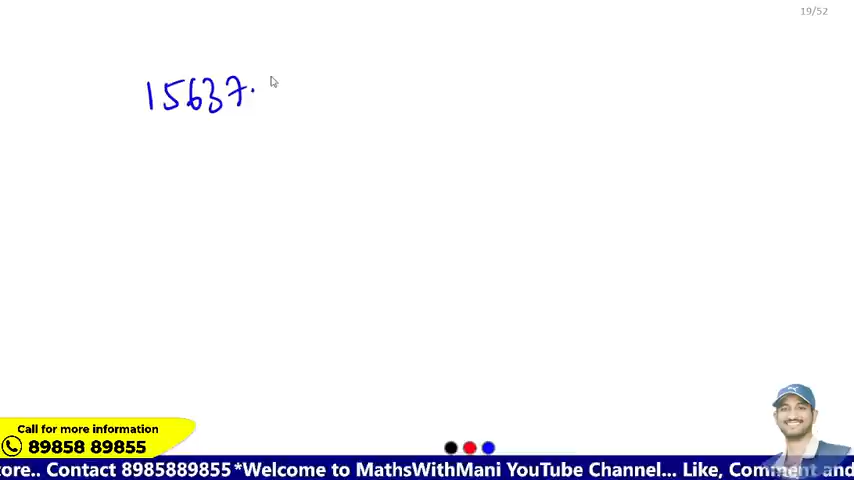 19/52
15637.
Call for more information
89858 89855
tore.. Contact 8985889855*Welcome to MathsWithMani YouTube Channel... Like, Comment and